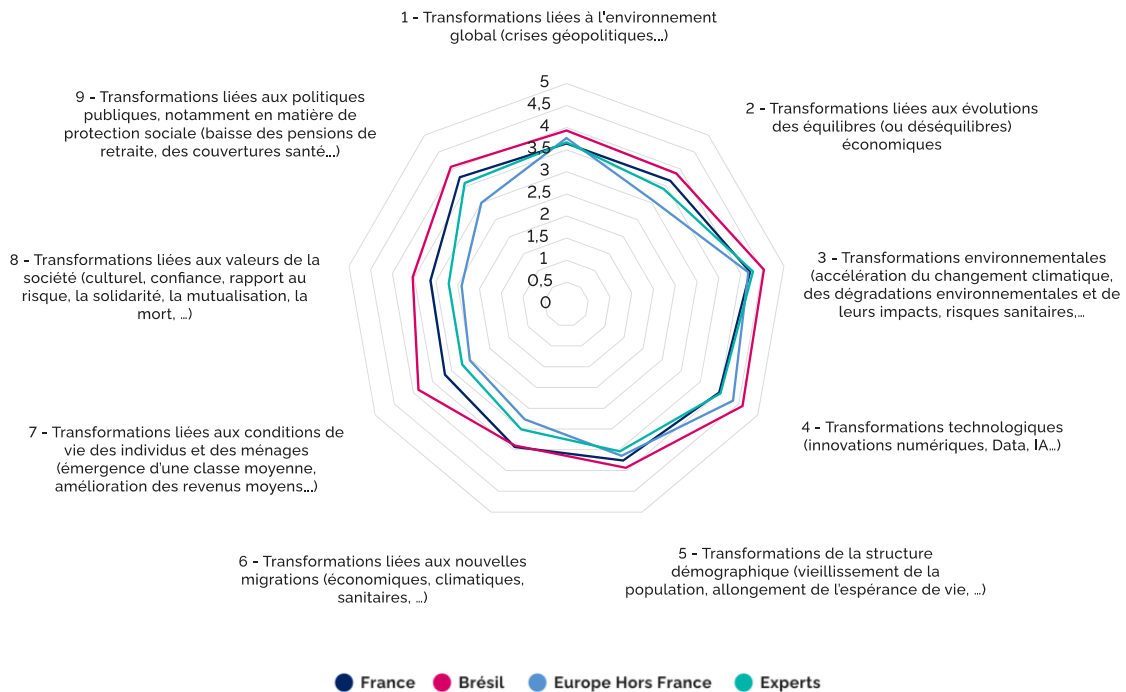 1 - Transformations liées à l'environnement
global (crises géopolitiques...)
2 - Transformations liées aux évolutions
des équilibres (ou déséquilibres)
économiques
3 - Transformations environnementales
(accélération du changement climatique,
des dégradations environnementales et de
leurs impacts, risques sanitaires,...
4 - Transformations technologiques
(innovations numériques, Data, IA...)
5 - Transformations de la structure
démographique (vieillissement de la
population, allongement de l'espérance de vie, ...)
6 - Transformations liées aux nouvelles
migrations (économiques, climatiques,
sanitaires, ...)
7 - Transformations liées aux conditions de
vie des individus et des ménages
(émergence d'une classe moyenne,
amélioration des revenus moyens...)
8 - Transformations liées aux valeurs de la
société (culturel, confiance, rapport au
risque, la solidarité, la mutualisation, la
mort, ...)
9 - Transformations liées aux politiques
publiques, notamment en matière de
protection sociale (baisse des pensions de
retraite, des couvertures santé...)
5
4,5
4
3,5
3
2,5
2
1,5
1
0,5
0
France
Brésil
Europe Hors France
Experts